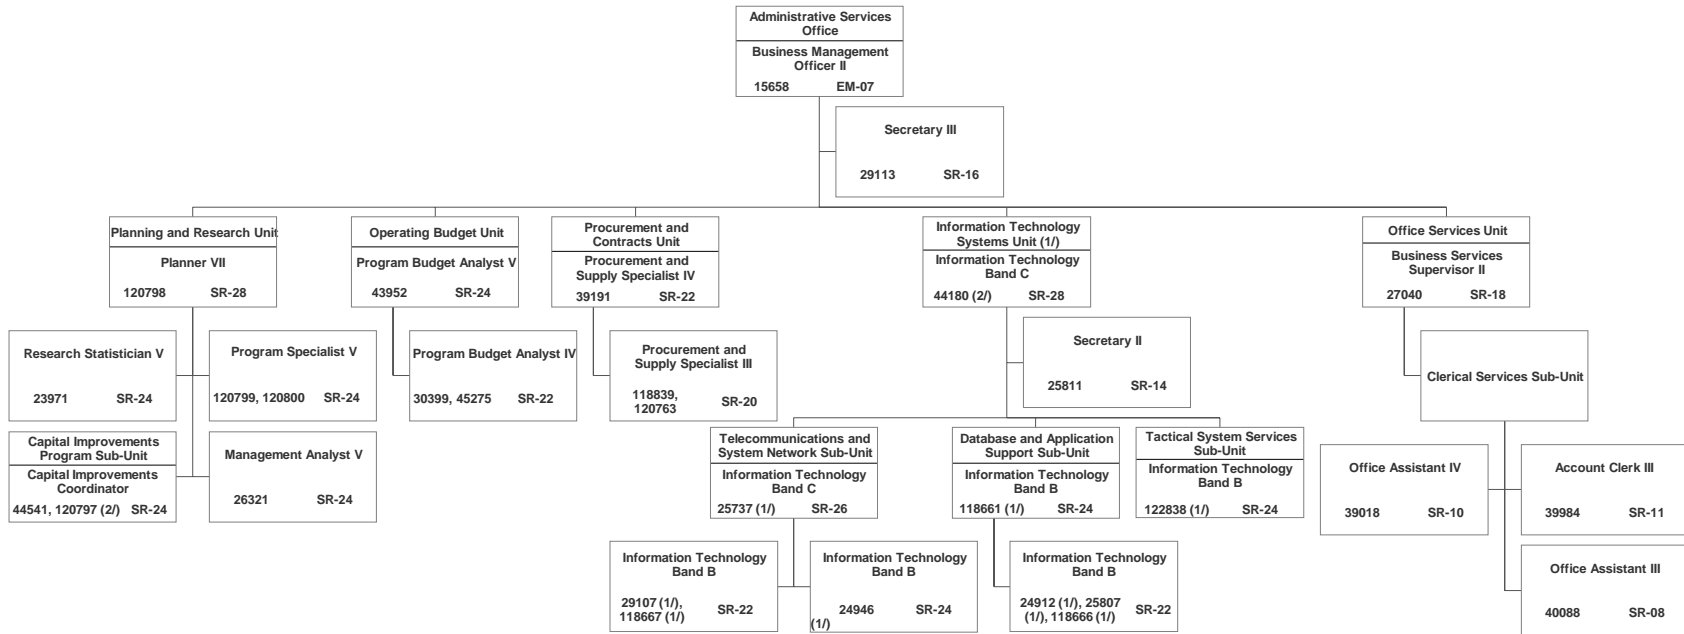 Administrative Services
Office
Business Management
Officer II
15658 EM-07
Secretary III
29113 SR-16
Planning and Research Unit
Planner VII
120798 SR-28
Operating Budget Unit
Program Budget Analyst V
43952 SR-24
Procurement and
Contracts Unit
Procurement and
Supply Specialist IV
39191 SR-22
Information Technology
Systems Unit (1/)
Information Technology
Band C
44180 (2/) SR-28
Office Services Unit
Business Services
Supervisor II
27040 SR-18
Research Statistician V
23971 SR-24
Program Specialist V
120799, 120800 SR-24
Program Budget Analyst IV
30399, 45275 SR-22
Procurement and
Supply Specialist III
118839,
120763 SR-20
Secretary II
25811 SR-14
Clerical Services Sub-Unit
Capital Improvements
Program Sub-Unit
Capital Improvements
Coordinator
44541, 120797 (2/) SR-24
Management Analyst V
26321 SR-24
Telecommunications and
System Network Sub-Unit
Information Technology
Band C
25737 (1/) SR-26
Database and Application
Support Sub-Unit
Information Technology
Band B
118661 (1/) SR-24
Tactical System Services
Sub-Unit
Information Technology
Band B
122838 (1/) SR-24
Office Assistant IV
39018 SR-10
Account Clerk III
39984 SR-11
Information Technology
Band B
29107 (1/),
118667 (1/) SR-22
Information Technology
Band B
24946 SR-24
(1/)
Information Technology
Band B
24912 (1/), 25807
(1/), 118666 (1/) SR-22
Office Assistant III
40088 SR-08